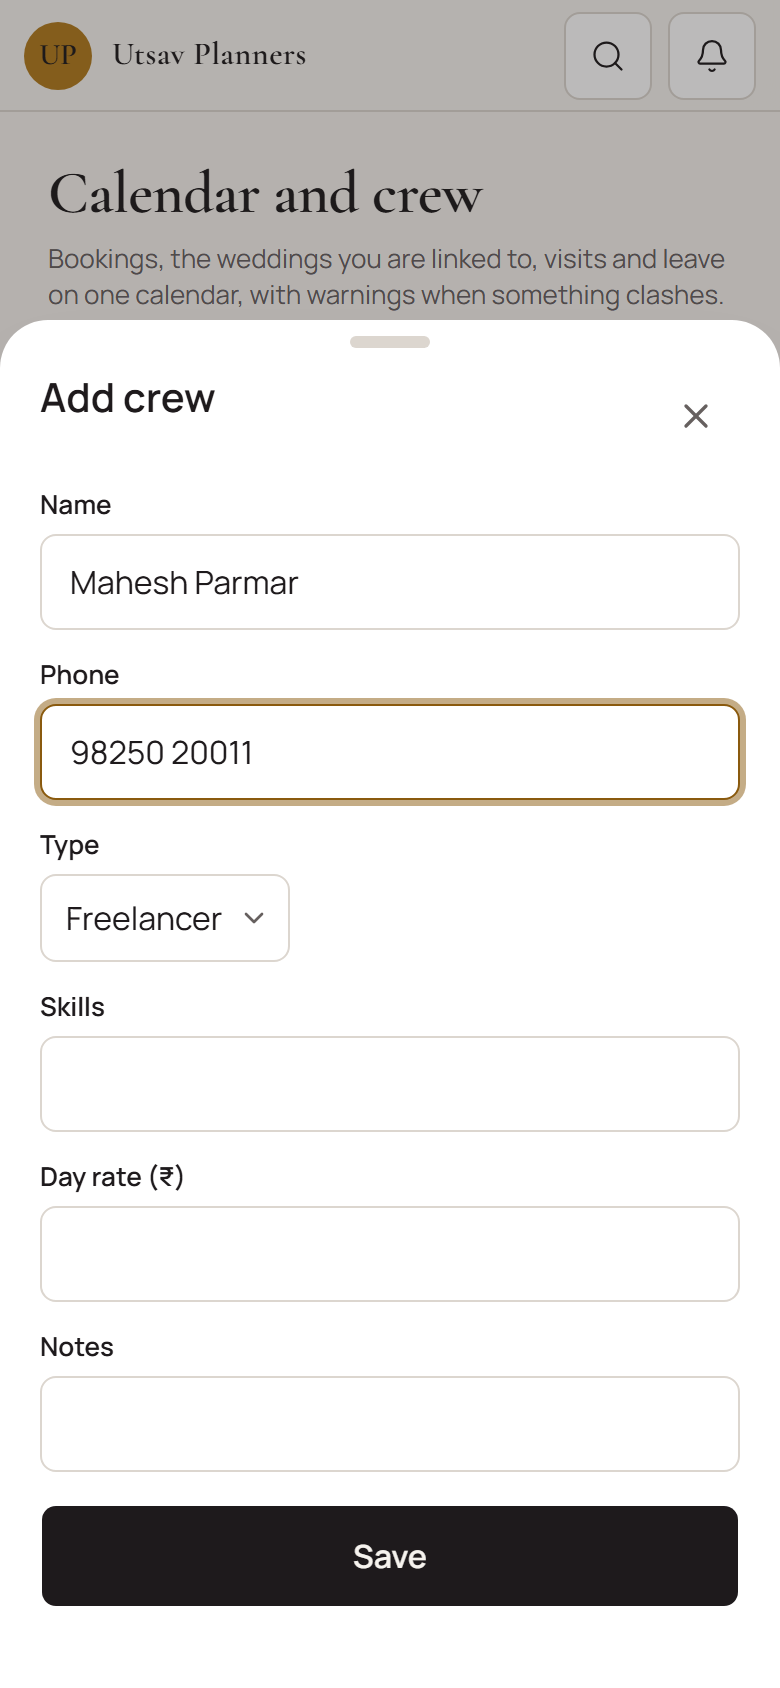 UP Utsav Planners
Calendar and crew
Bookings, the weddings you are linked to, visits and leave
on one calendar, with warnings when something clashes.
Add crew
Name
Mahesh Parmar
Phone
98250 20011
Type
Freelancer
Skills
Day rate (₹)
Notes
Save